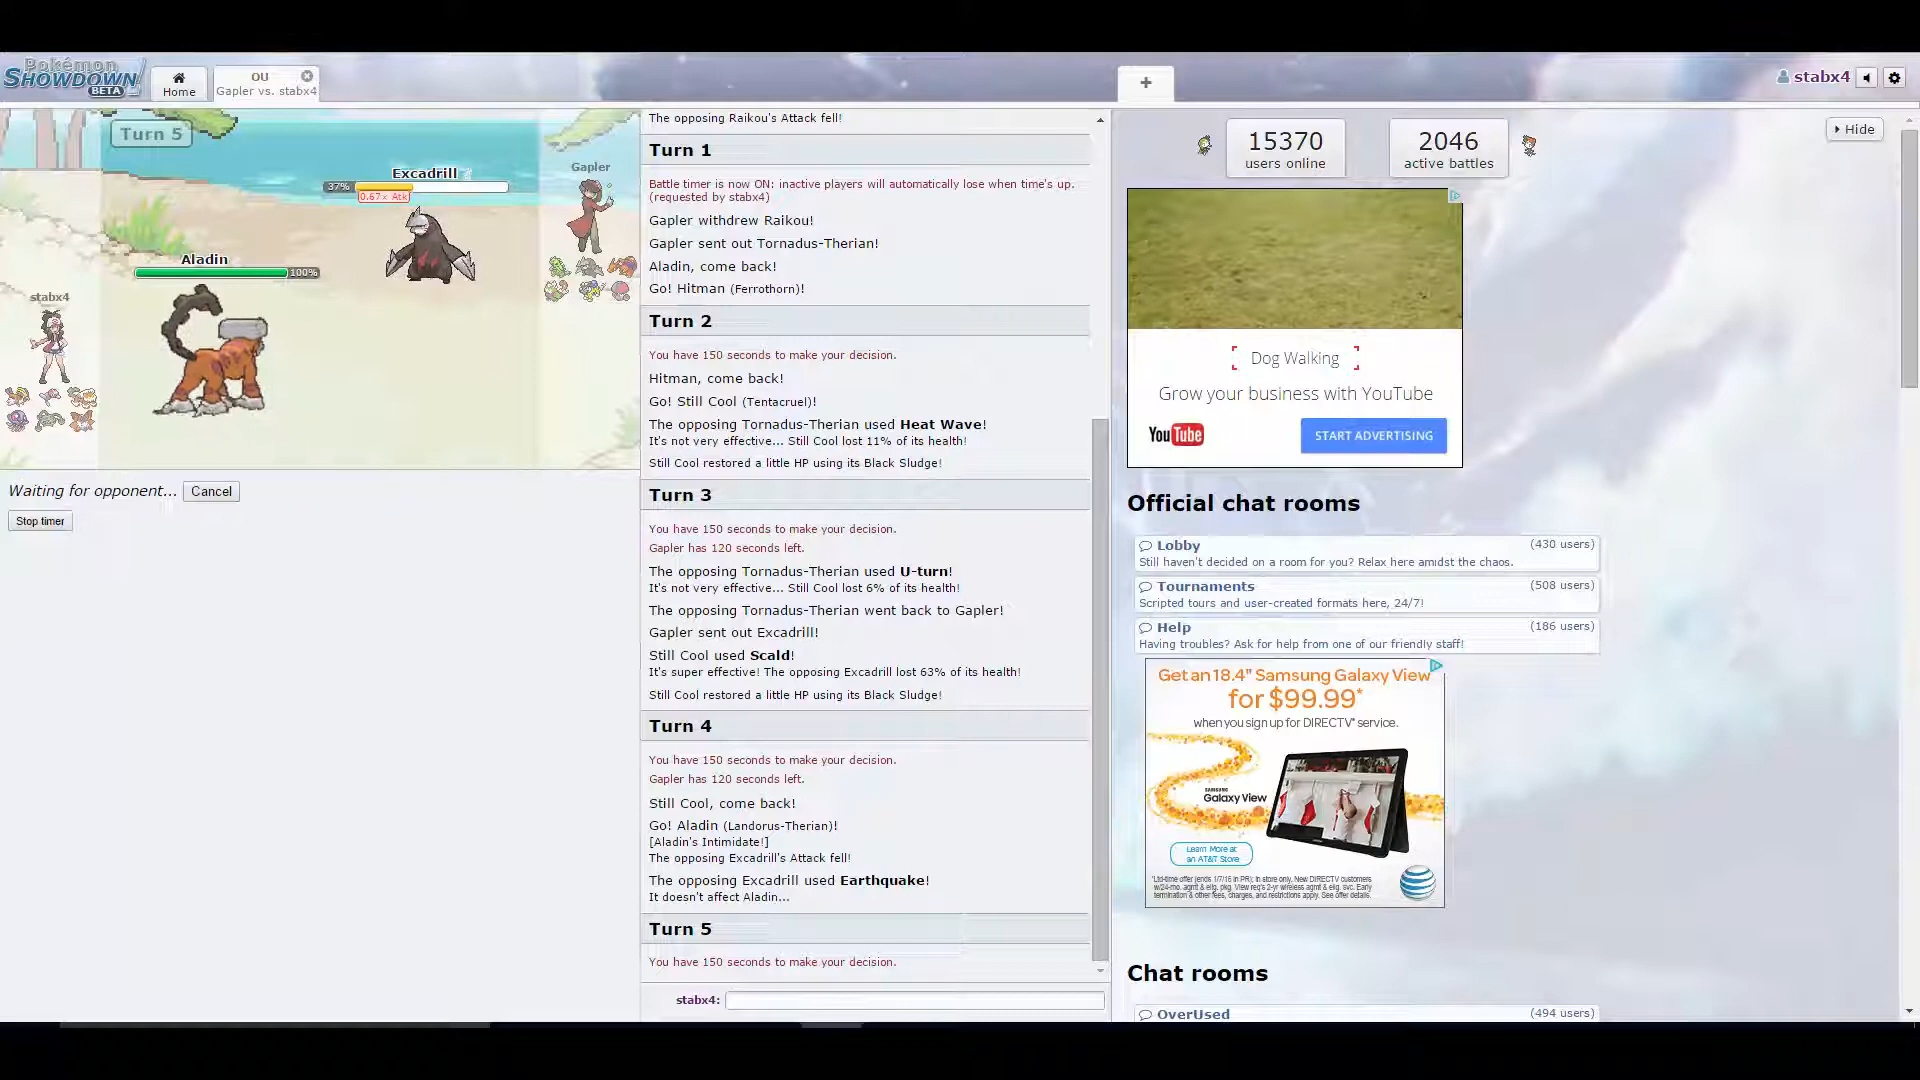 Pokémon
SHOWDOWN
BETA
Home
OU
Gapler vs. stabx4
+
stabx4
Turn 5
Excadrill
37%
0.67× Atk
Gapler
Aladin
100%
stabx4
Waiting for opponent... Cancel
Stop timer
The opposing Raikou's Attack fell!
Turn 1
Battle timer is now ON: inactive players will automatically lose when time's up.
(requested by stabx4)
Gapler withdrew Raikou!
Gapler sent out Tornadus-Therian!
Aladin, come back!
Go! Hitman (Ferrothorn)!
Turn 2
You have 150 seconds to make your decision.
Hitman, come back!
Go! Still Cool (Tentacruel)!
The opposing Tornadus-Therian used Heat Wave!
It's not very effective... Still Cool lost 11% of its health!
Still Cool restored a little HP using its Black Sludge!
Turn 3
You have 150 seconds to make your decision.
Gapler has 120 seconds left.
The opposing Tornadus-Therian used U-turn!
It's not very effective... Still Cool lost 6% of its health!
The opposing Tornadus-Therian went back to Gapler!
Gapler sent out Excadrill!
Still Cool used Scald!
It's super effective! The opposing Excadrill lost 63% of its health!
Still Cool restored a little HP using its Black Sludge!
Turn 4
You have 150 seconds to make your decision.
Gapler has 120 seconds left.
Still Cool, come back!
Go! Aladin (Landorus-Therian)!
[Aladin's Intimidate!]
The opposing Excadrill's Attack fell!
The opposing Excadrill used Earthquake!
It doesn't affect Aladin...
Turn 5
You have 150 seconds to make your decision.
stabx4:
Hide
15370
users online
2046
active battles
Dog Walking
Grow your business with YouTube
YouTube
START ADVERTISING
Official chat rooms
Lobby (430 users)
Still haven't decided on a room for you? Relax here amidst the chaos.
Tournaments (508 users)
Scripted tours and user-created formats here, 24/7!
Help (186 users)
Having troubles? Ask for help from one of our friendly staff!
Get an 18.4" Samsung Galaxy View
for $99.99*
when you sign up for DIRECTV* service.
SAMSUNG
Galaxy View
Learn More at
an AT&T Store
AT&T
Chat rooms
OverUsed (494 users)